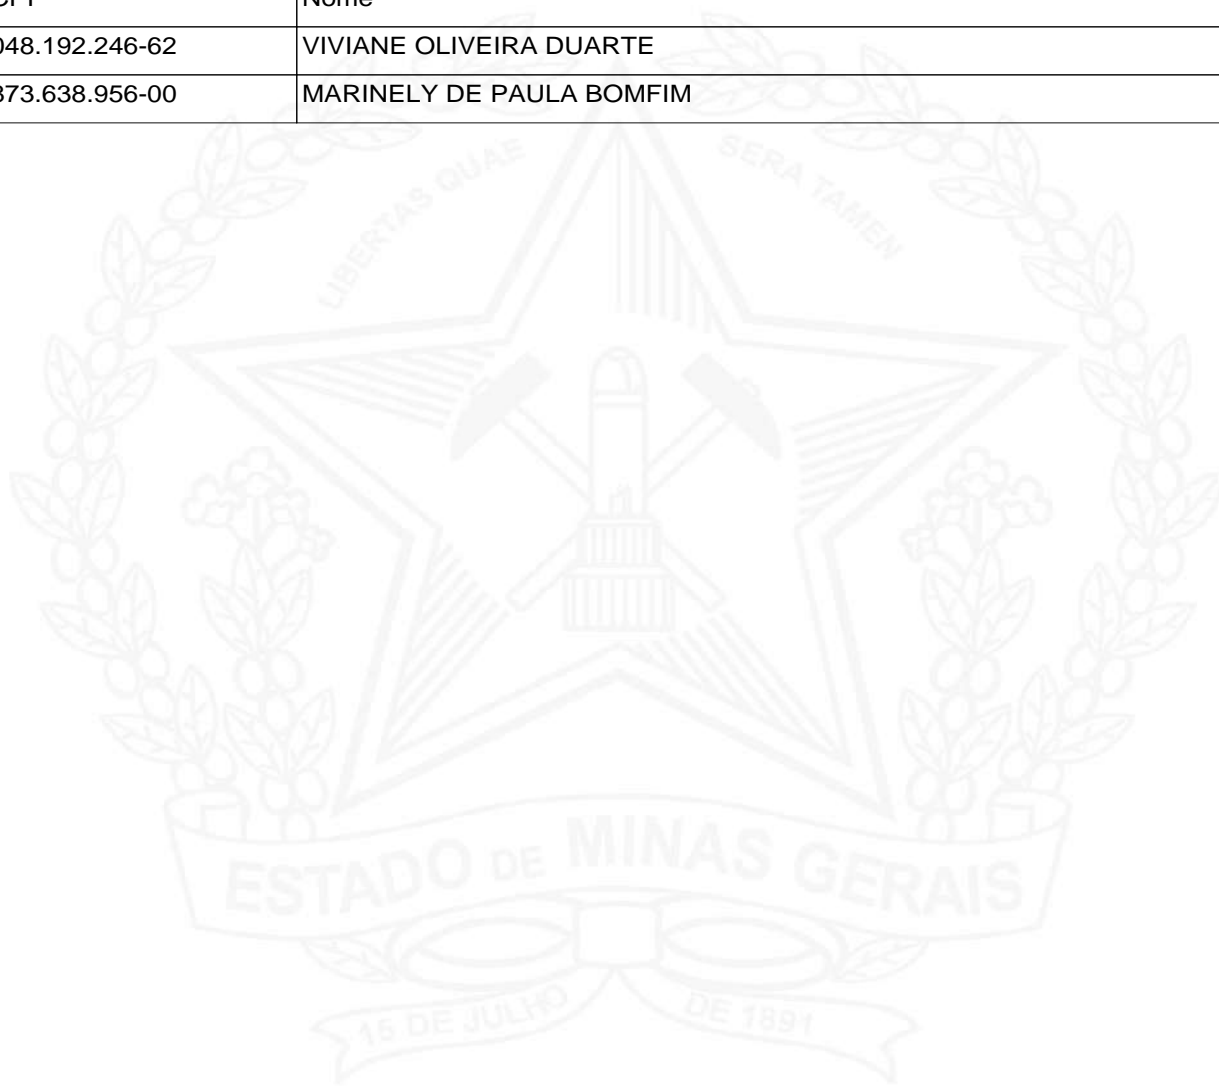 Nome
048.192.246-62 VIVIANE OLIVEIRA DUARTE
373.638.956-00 MARINELY DE PAULA BOMFIM
LIBERTAS QUAE SERA TAMEN
ESTADO DE MINAS GERAIS
15 DE JULHO DE 1891